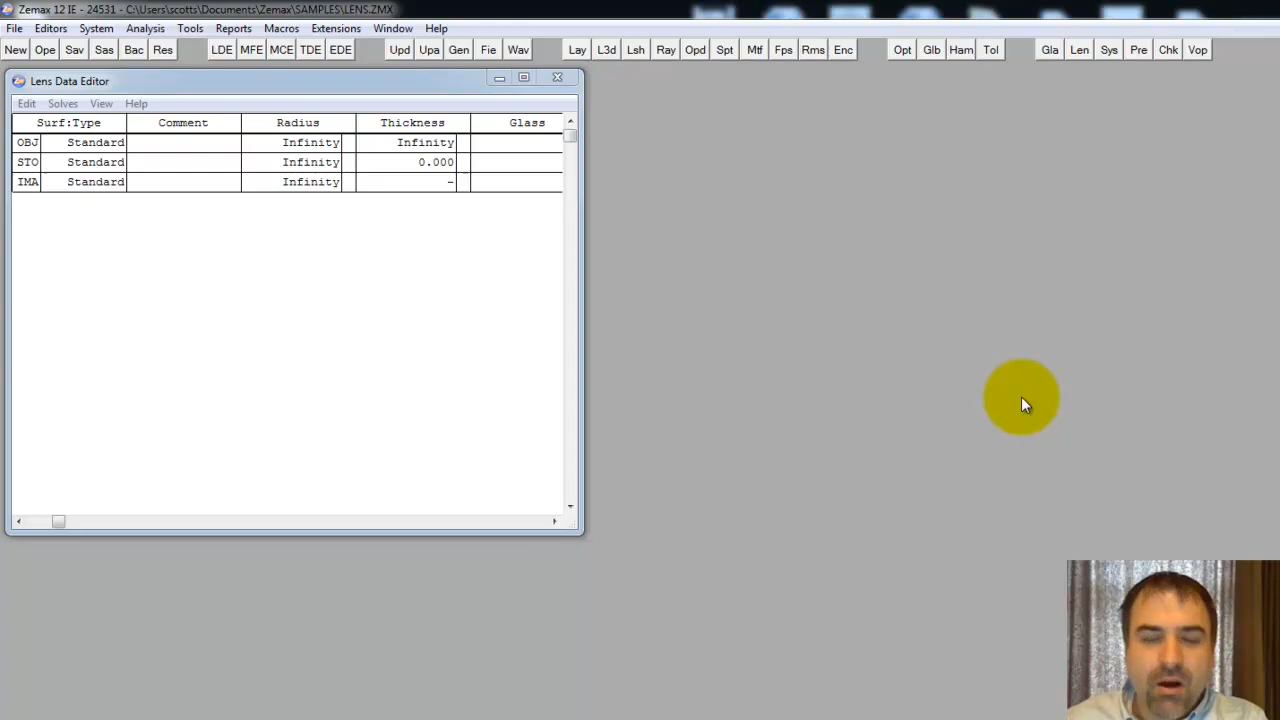 Zemax 12 IE - 24531 - C:\Users\scotts\Documents\Zemax\SAMPLES\LENS.ZMX
File Editors System Analysis Tools Reports Macros Extensions Window Help
New Ope Sav Sas Bac Res LDE MFE MCE TDE EDE Upd Upa Gen Fie Wav Lay L3d Lsh Ray Opd Spt Mtf Fps Rms Enc Opt Glb Ham Tol Gla Len Sys Pre Chk Vop
Lens Data Editor
Edit Solves View Help
Surf:Type Comment Radius Thickness Glass
OBJ Standard Infinity Infinity
STO Standard Infinity 0.000
IMA Standard Infinity -